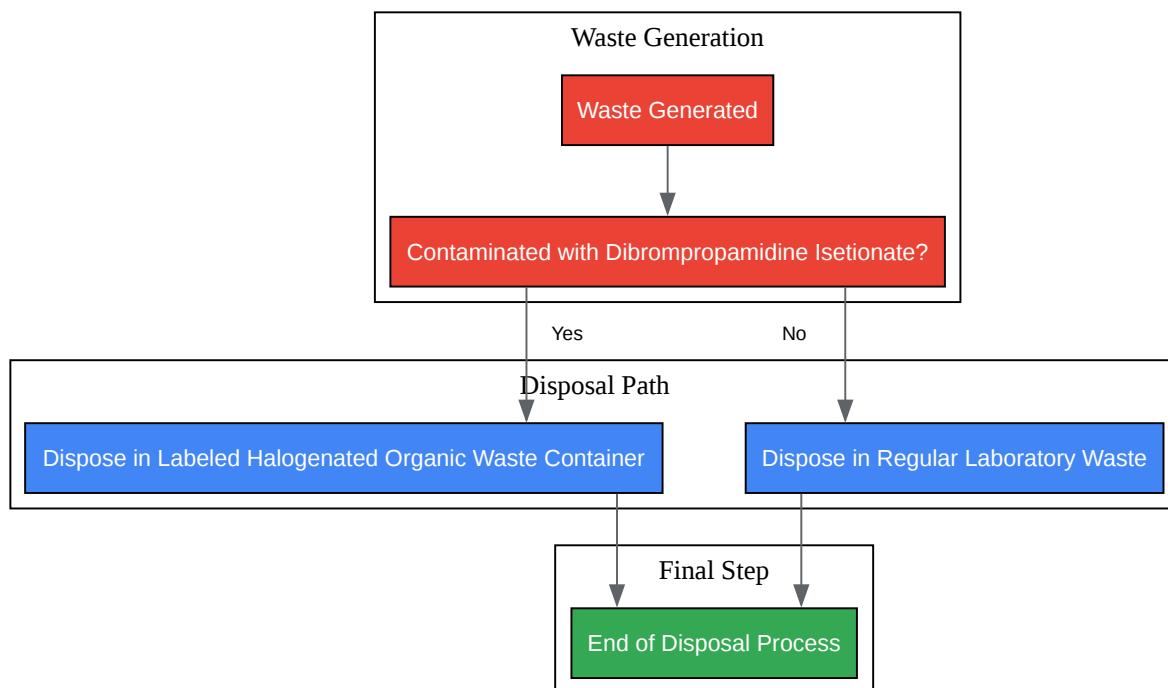 Waste Generation
Waste Generated
Contaminated with Dibrompropamidine Isetionate?
Yes
No
Disposal Path
Dispose in Labeled Halogenated Organic Waste Container
Dispose in Regular Laboratory Waste
Final Step
End of Disposal Process